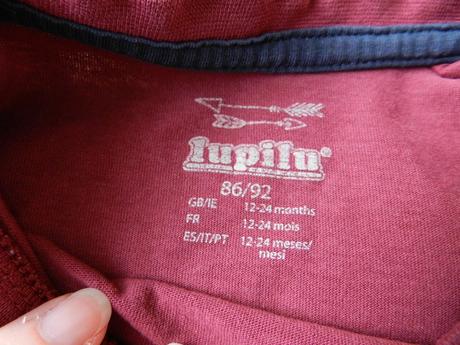 lupilu®
86/92
GB/IE 12-24 months
FR 12-24 mois
ES/IT/PT 12-24 meses/
mesi